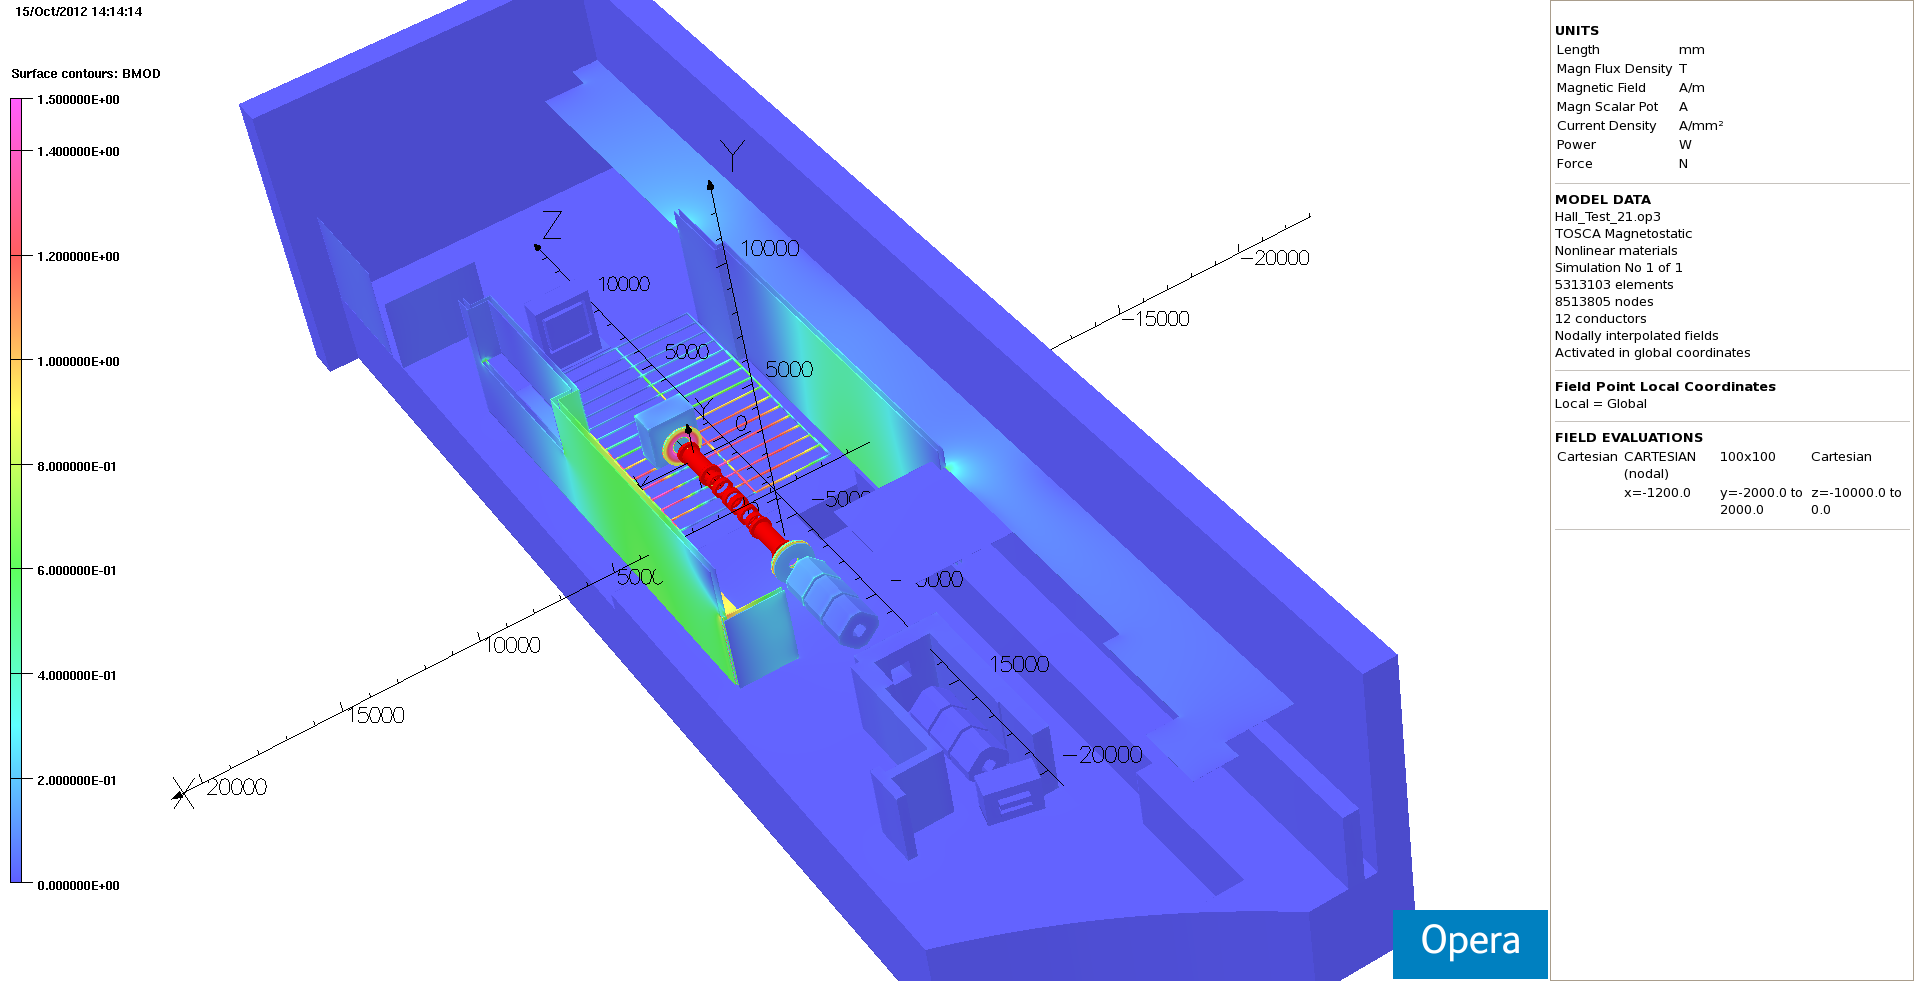 15/Oct/2012 14:14:14
Surface contours: BMOD
1.500000E+00
1.400000E+00
1.200000E+00
1.000000E+00
8.000000E-01
6.000000E-01
4.000000E-01
2.000000E-01
0.000000E+00
Y
Z
10000
10000
5000
5000
Y
0
-5000
-20000
-15000
5000
10000
15000
X
20000
15000
-20000
Opera
UNITS
Length mm
Magn Flux Density T
Magnetic Field A/m
Magn Scalar Pot A
Current Density A/mm²
Power W
Force N
MODEL DATA
Hall_Test_21.op3
TOSCA Magnetostatic
Nonlinear materials
Simulation No 1 of 1
5313103 elements
8513805 nodes
12 conductors
Nodally interpolated fields
Activated in global coordinates
Field Point Local Coordinates
Local = Global
FIELD EVALUATIONS
Cartesian CARTESIAN 100x100 Cartesian
(nodal)
x=-1200.0 y=-2000.0 to z=-10000.0 to
2000.0 0.0